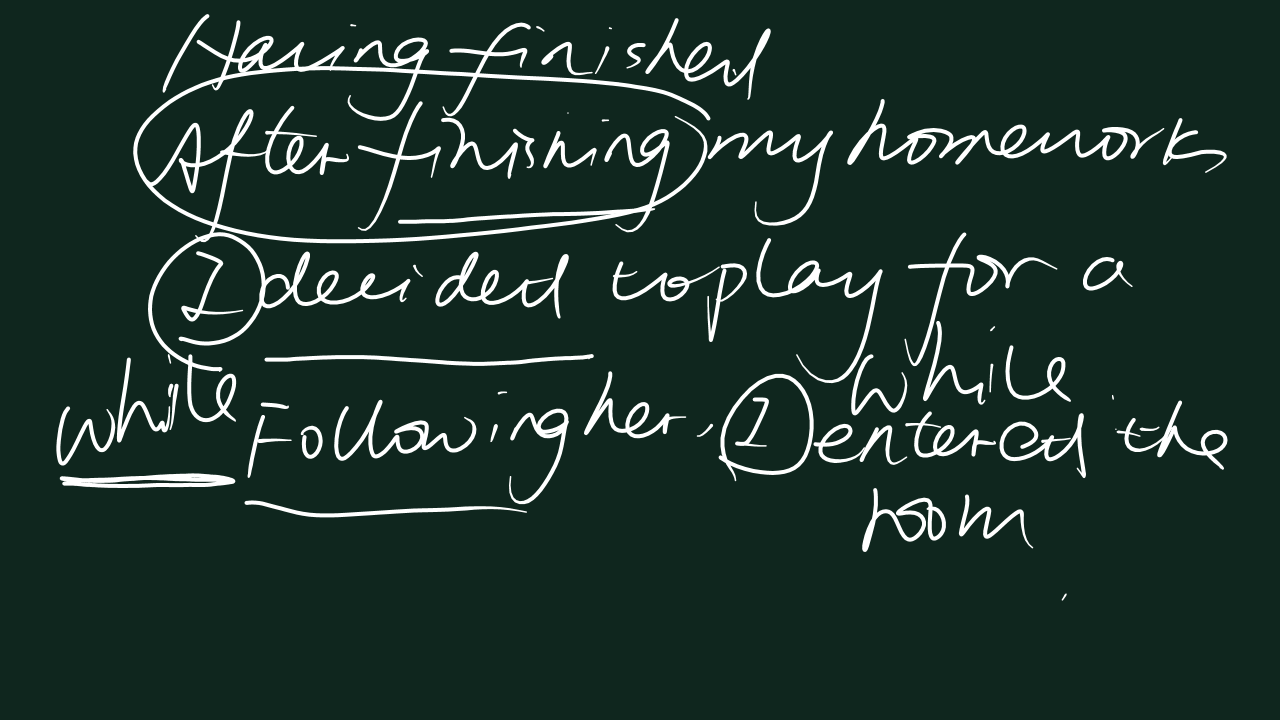 Having finished
After finishing my homework
I decided to play for a
while
while Following her, I entered the
room